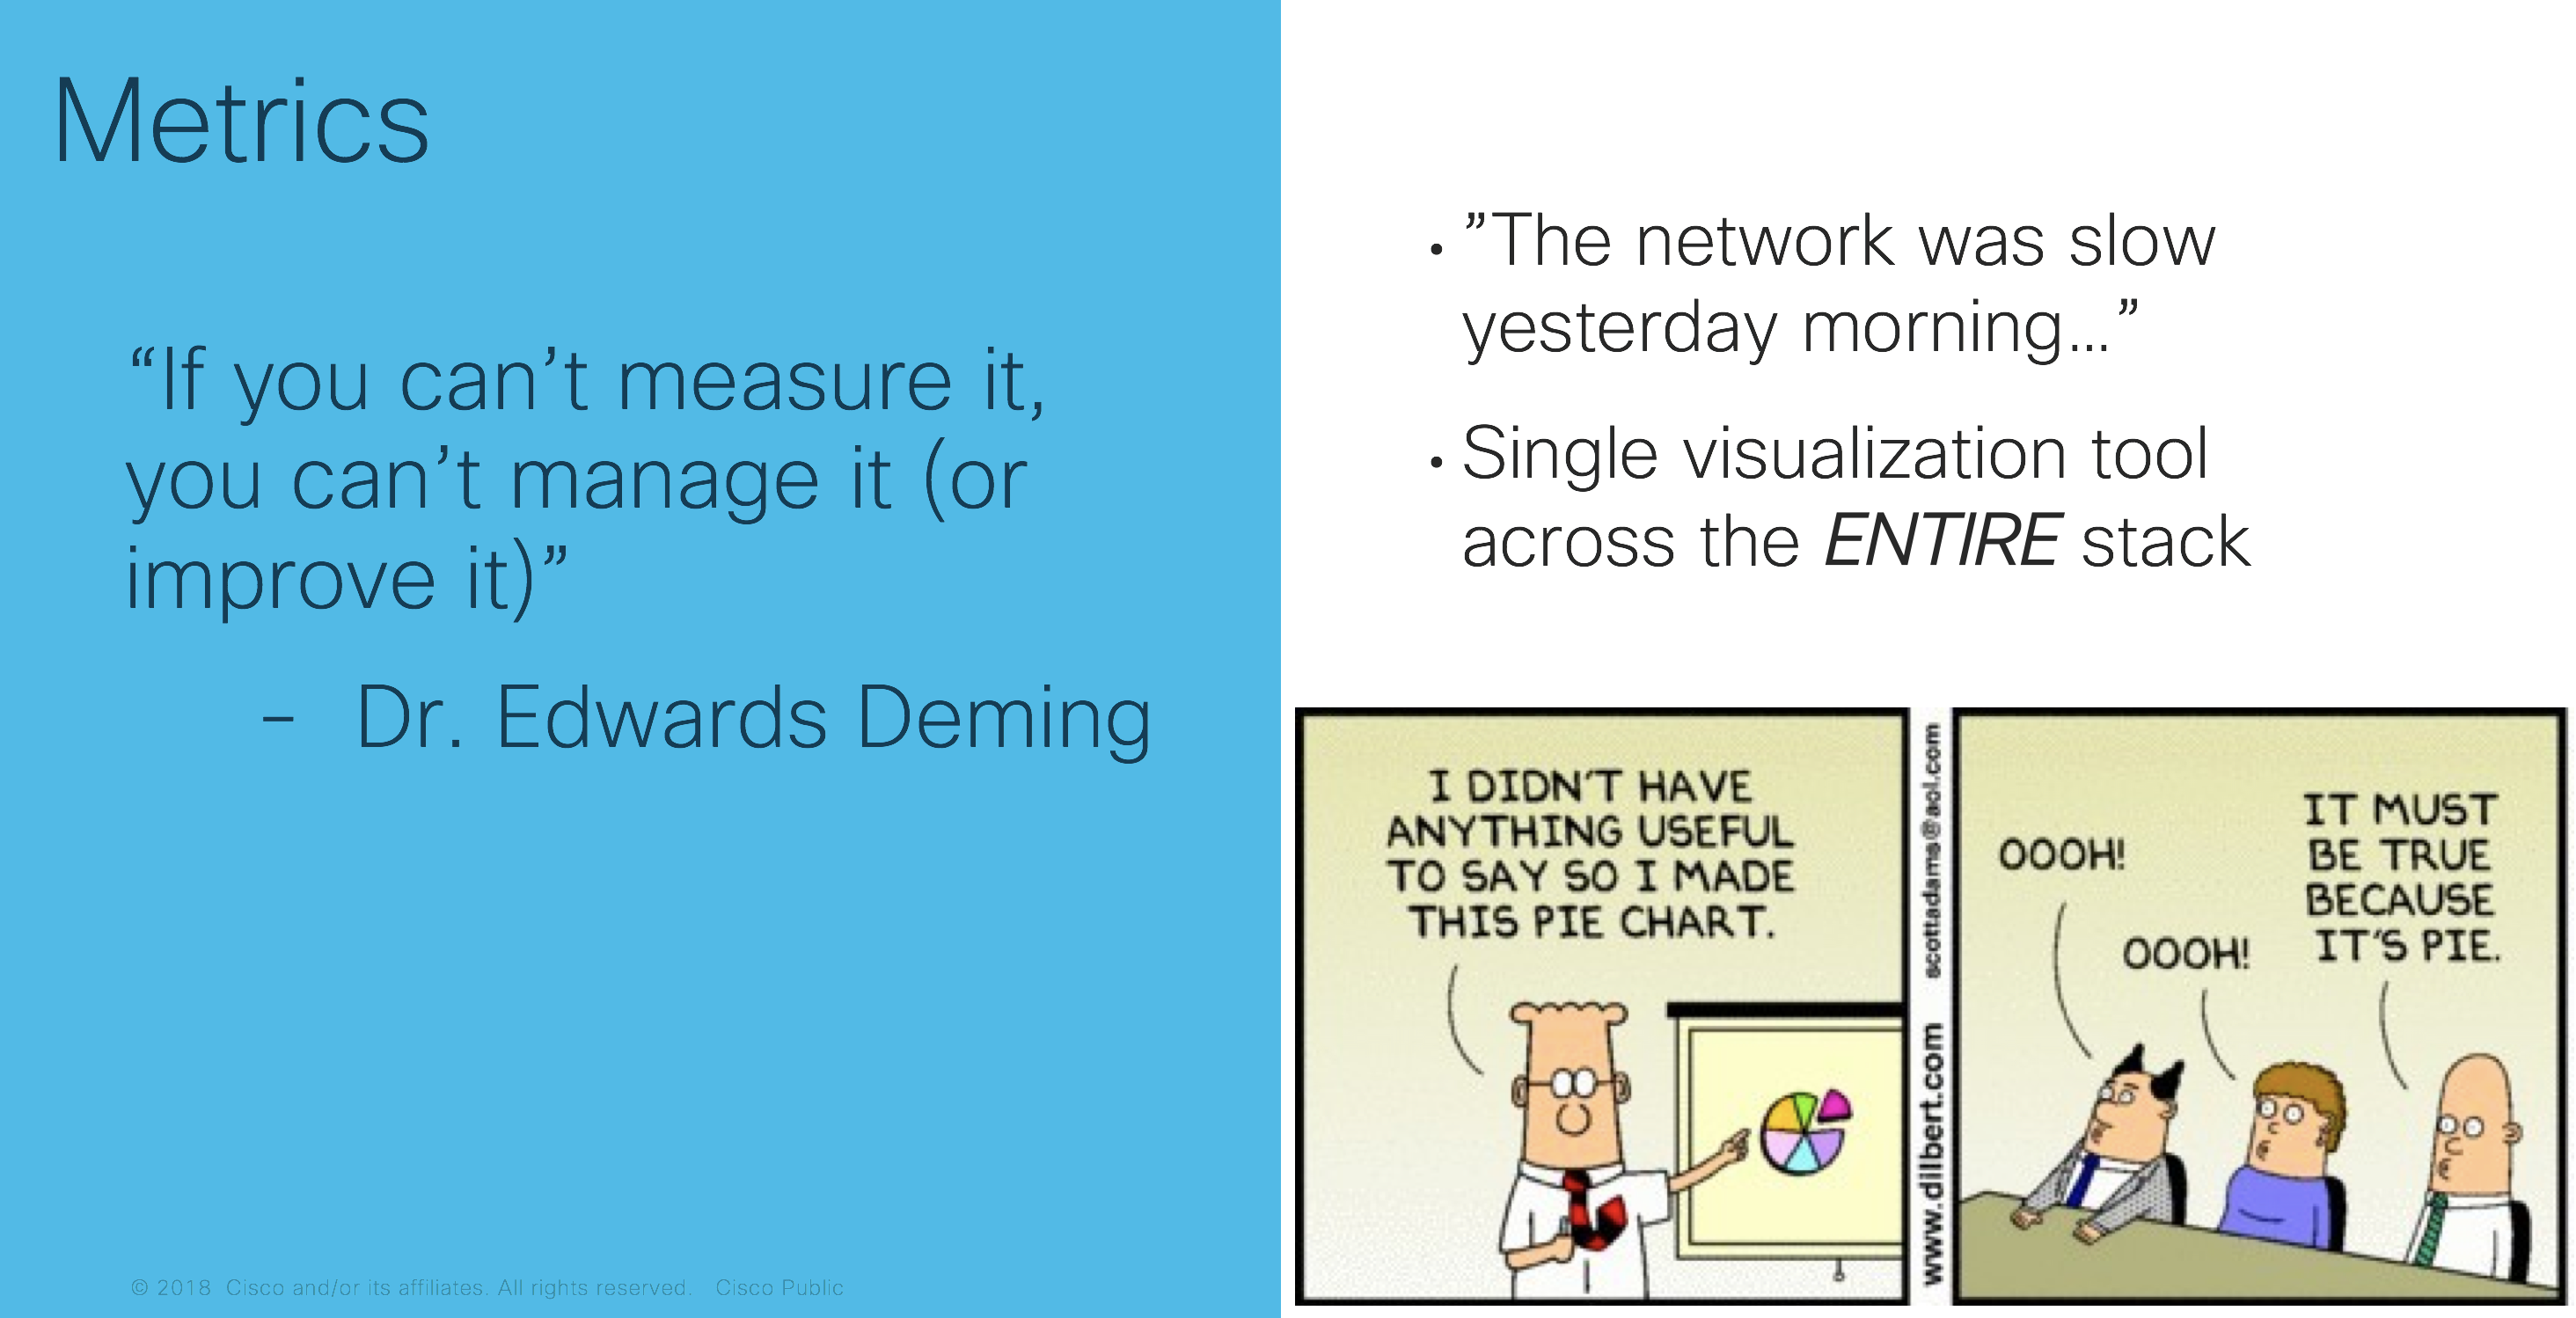 Metrics
“If you can’t measure it,
you can’t manage it (or
improve it)”
– Dr. Edwards Deming
© 2018 Cisco and/or its affiliates. All rights reserved. Cisco Public
• ”The network was slow
yesterday morning...”
• Single visualization tool
across the ENTIRE stack
I DIDN’T HAVE
ANYTHING USEFUL
TO SAY SO I MADE
THIS PIE CHART.
www.dilbert.com scottadams@aol.com
OOOH!
OOOH!
IT MUST
BE TRUE
BECAUSE
IT’S PIE.